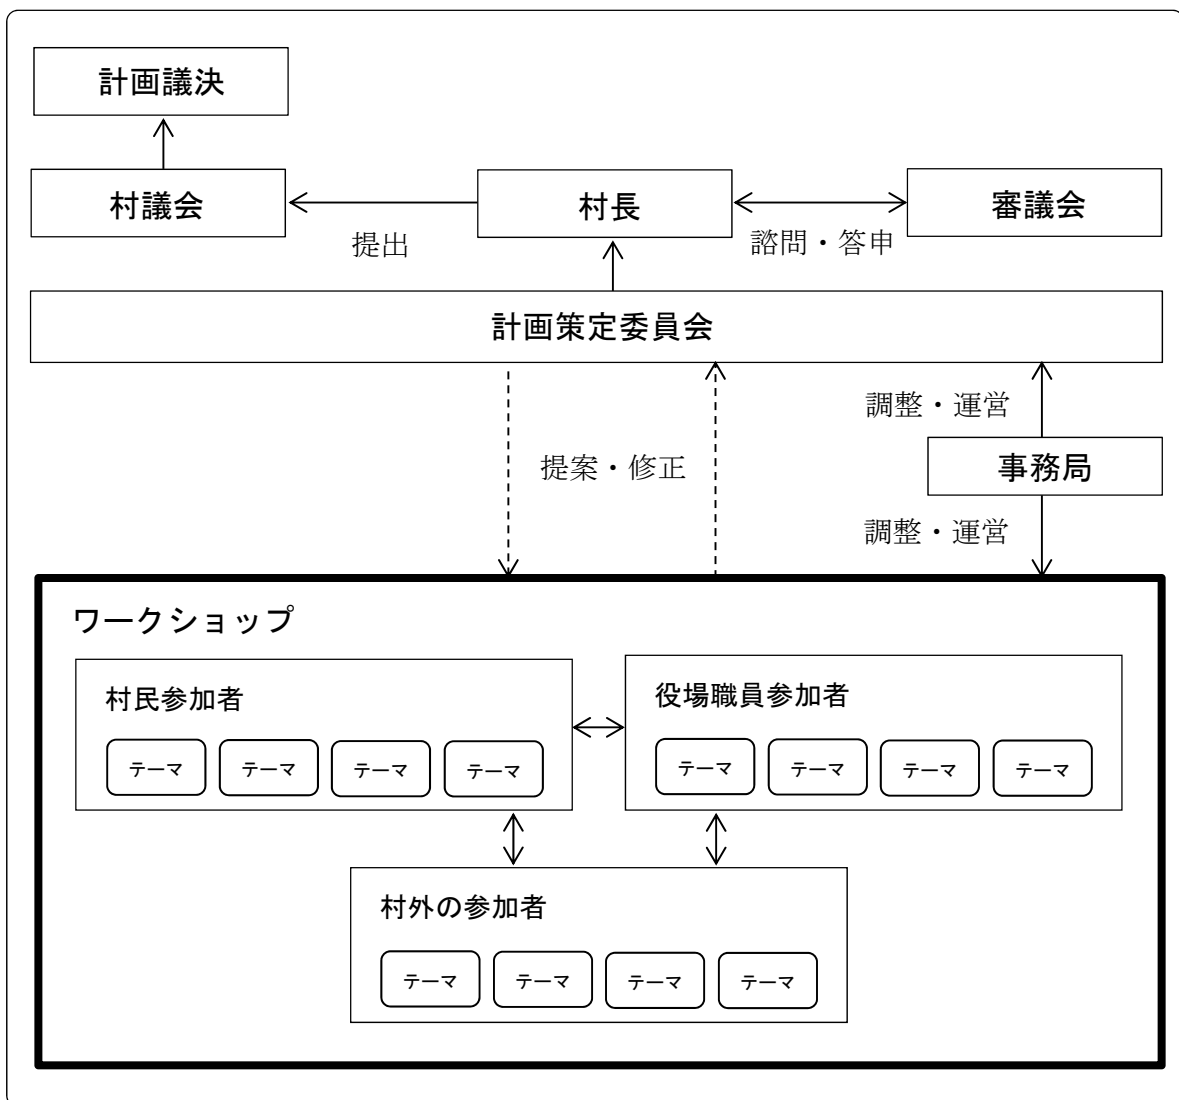 計画議決
村議会
村長
審議会
提出
諮問・答申
計画策定委員会
調整・運営
提案・修正
事務局
調整・運営
ワークショップ
村民参加者
役場職員参加者
テーマ テーマ テーマ テーマ
テーマ テーマ テーマ テーマ
村外の参加者
テーマ テーマ テーマ テーマ